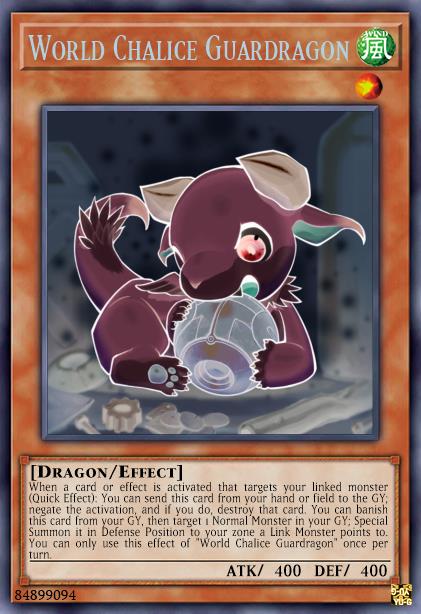 WORLD CHALICE GUARDRAGON
WIND
風
[DRAGON/EFFECT]
When a card or effect is activated that targets your linked monster
(Quick Effect): You can send this card from your hand or field to the GY;
negate the activation, and if you do, destroy that card. You can banish
this card from your GY, then target 1 Normal Monster in your GY; Special
Summon it in Defense Position to your zone a Link Monster points to.
You can only use this effect of "World Chalice Guardragon" once per
turn.
ATK/ 400 DEF/ 400
84899094